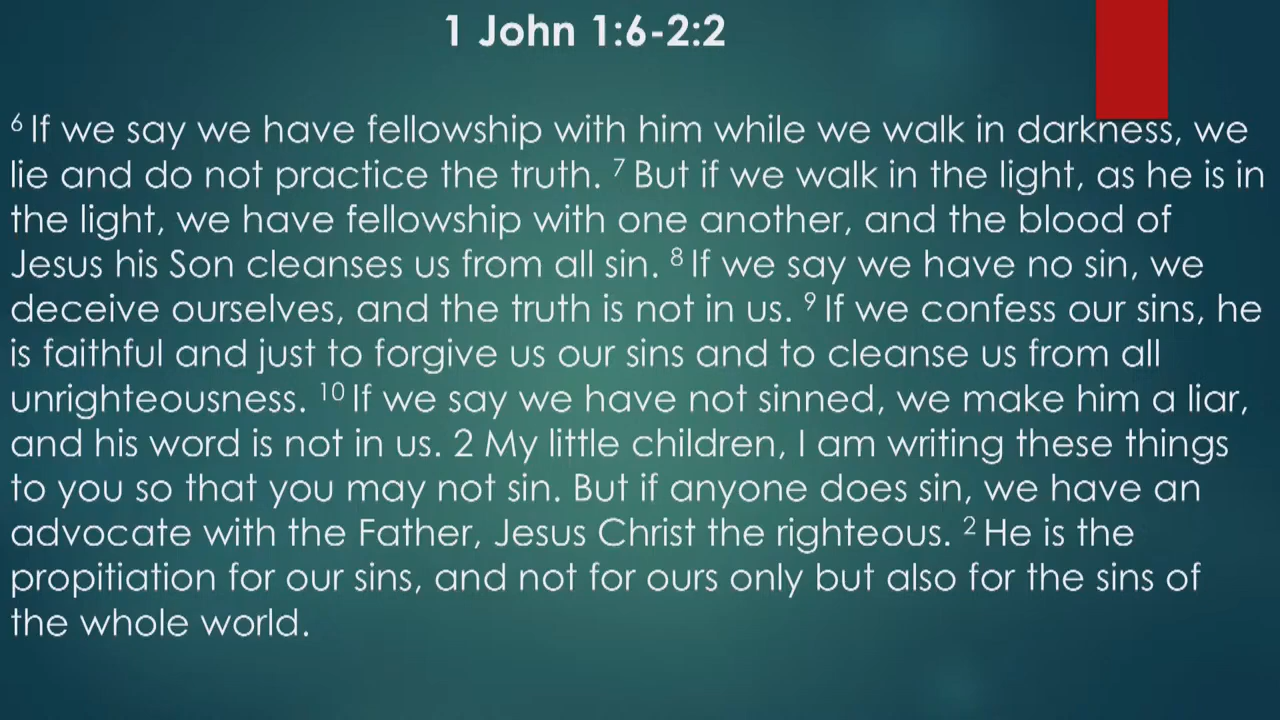 1 John 1:6-2:2
6 If we say we have fellowship with him while we walk in darkness, we
lie and do not practice the truth. 7 But if we walk in the light, as he is in
the light, we have fellowship with one another, and the blood of
Jesus his Son cleanses us from all sin. 8 If we say we have no sin, we
deceive ourselves, and the truth is not in us. 9 If we confess our sins, he
is faithful and just to forgive us our sins and to cleanse us from all
unrighteousness. 10 If we say we have not sinned, we make him a liar,
and his word is not in us. 2 My little children, I am writing these things
to you so that you may not sin. But if anyone does sin, we have an
advocate with the Father, Jesus Christ the righteous. 2 He is the
propitiation for our sins, and not for ours only but also for the sins of
the whole world.